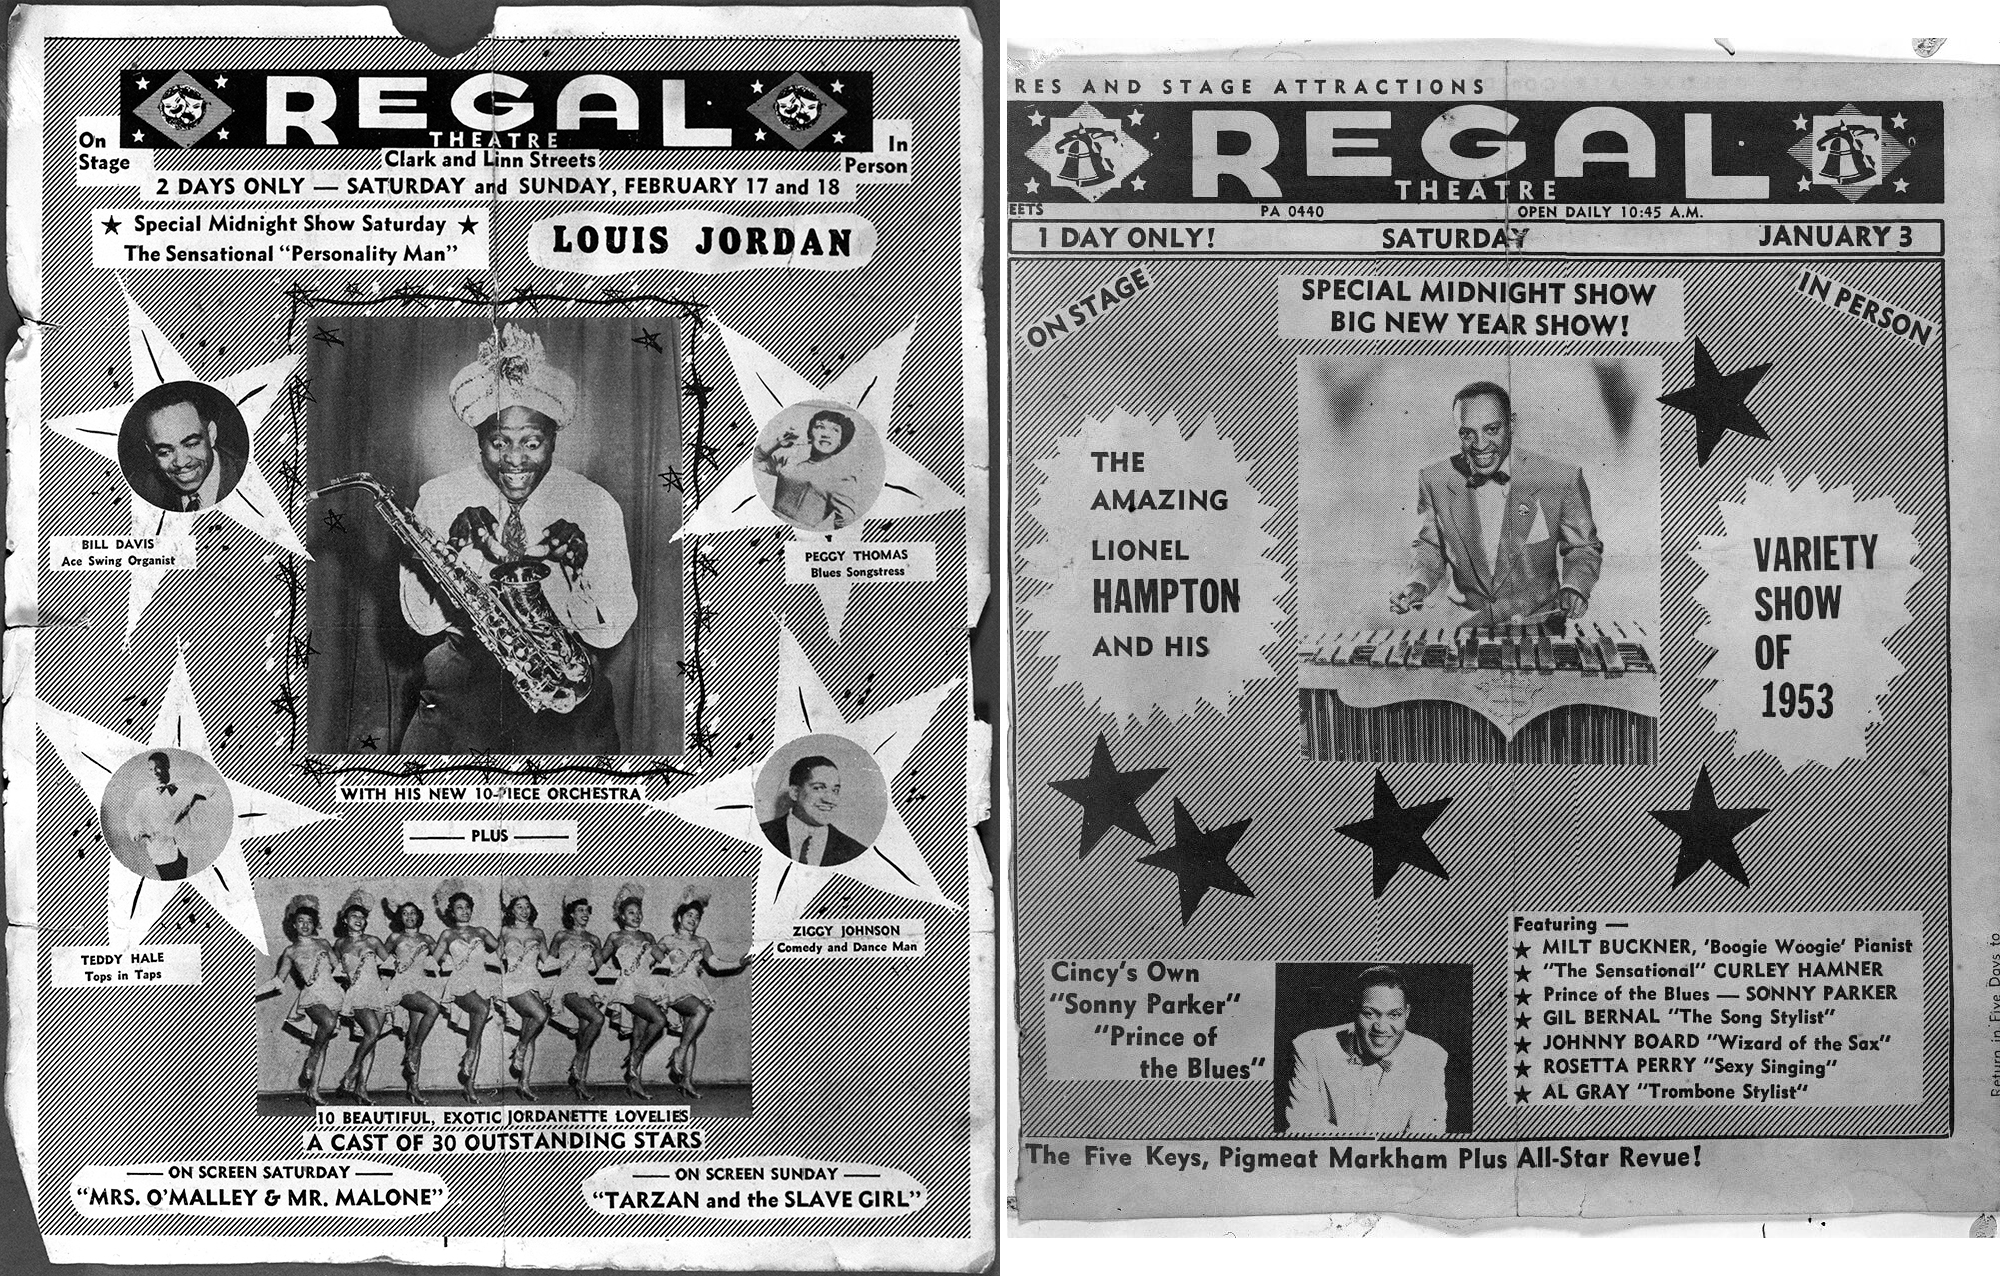 REGAL
THEATRE
On
Stage
In
Person
Clark and Linn Streets
2 DAYS ONLY — SATURDAY and SUNDAY, FEBRUARY 17 and 18
★ Special Midnight Show Saturday ★
The Sensational "Personality Man"
LOUIS JORDAN
BILL DAVIS
Ace Swing Organist
PEGGY THOMAS
Blues Songstress
WITH HIS NEW 10-PIECE ORCHESTRA
PLUS
TEDDY HALE
Tops in Taps
ZIGGY JOHNSON
Comedy and Dance Man
10 BEAUTIFUL, EXOTIC JORDANETTE LOVELIES
A CAST OF 30 OUTSTANDING STARS
— ON SCREEN SATURDAY —
"MRS. O'MALLEY & MR. MALONE"
— ON SCREEN SUNDAY —
"TARZAN and the SLAVE GIRL"
RES AND STAGE ATTRACTIONS
REGAL
THEATRE
EETS PA 0440 OPEN DAILY 10:45 A.M.
1 DAY ONLY! SATURDAY JANUARY 3
ON STAGE
SPECIAL MIDNIGHT SHOW
BIG NEW YEAR SHOW!
IN PERSON
THE
AMAZING
LIONEL
HAMPTON
AND HIS
VARIETY
SHOW
OF
1953
Cincy's Own
"Sonny Parker"
"Prince of
the Blues"
Featuring —
★ MILT BUCKNER, 'Boogie Woogie' Pianist
★ "The Sensational" CURLEY HAMNER
★ Prince of the Blues — SONNY PARKER
★ GIL BERNAL "The Song Stylist"
★ JOHNNY BOARD "Wizard of the Sax"
★ ROSETTA PERRY "Sexy Singing"
★ AL GRAY "Trombone Stylist"
The Five Keys, Pigmeat Markham Plus All-Star Revue!
Return in Five Days to